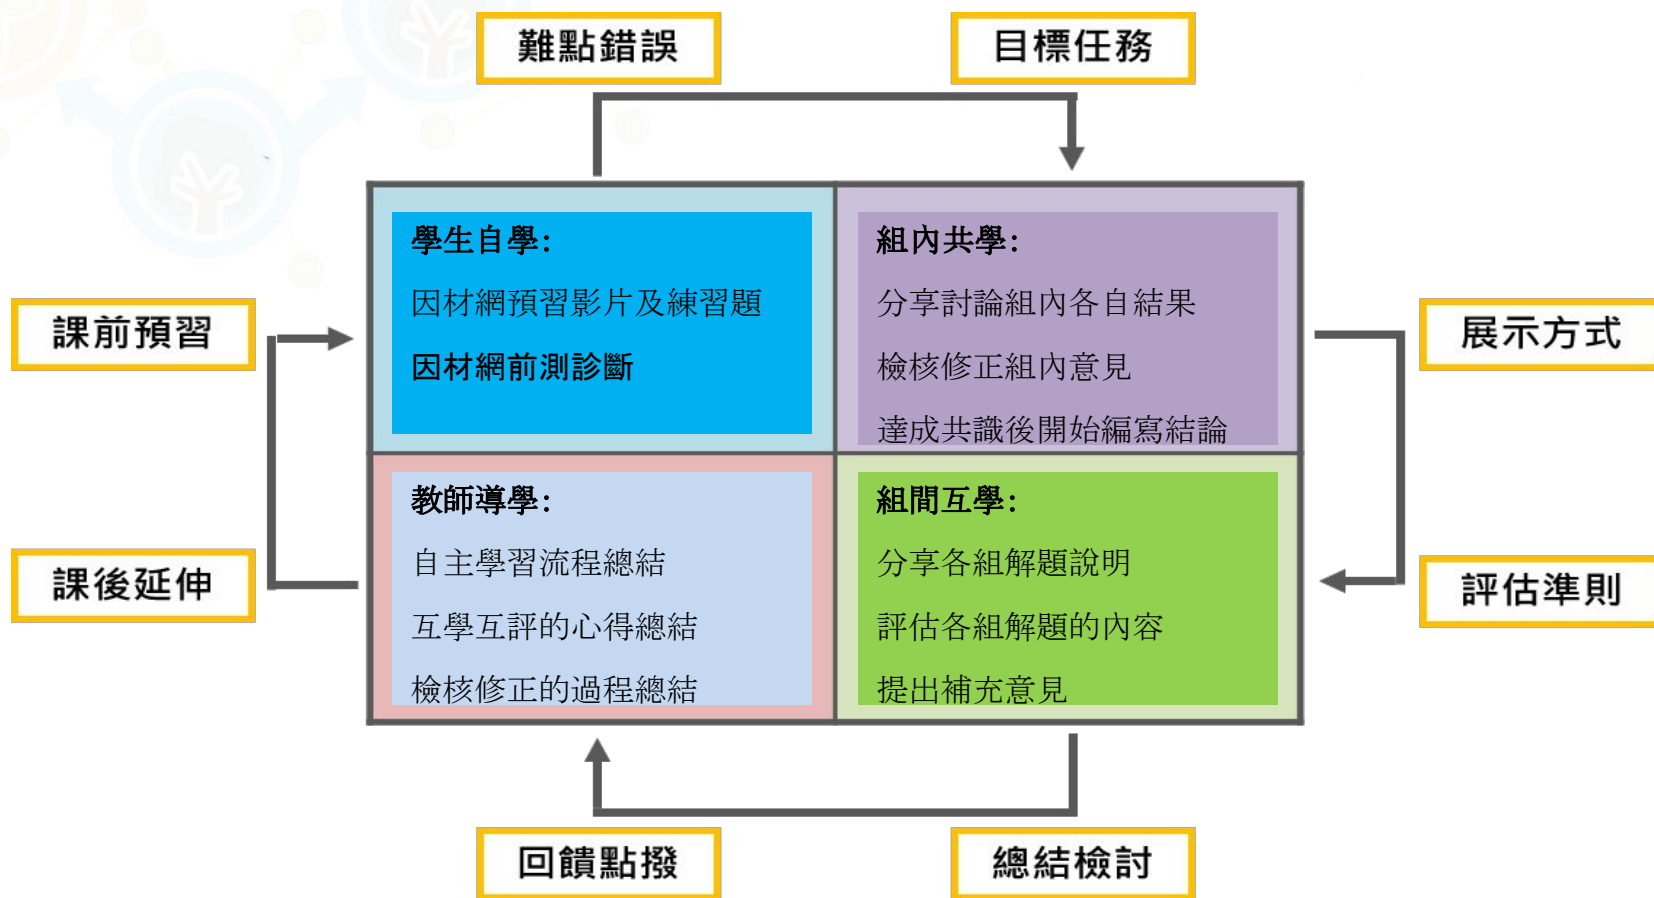 難點錯誤
目標任務
學生自學:
因材網預習影片及練習題
因材網前測診斷
組內共學:
分享討論組內各自結果
檢核修正組內意見
達成共識後開始編寫結論
課前預習
展示方式
教師導學:
自主學習流程總結
互學互評的心得總結
檢核修正的過程總結
組間互學:
分享各組解題說明
評估各組解題的內容
提出補充意見
課後延伸
評估準則
回饋點撥
總結檢討